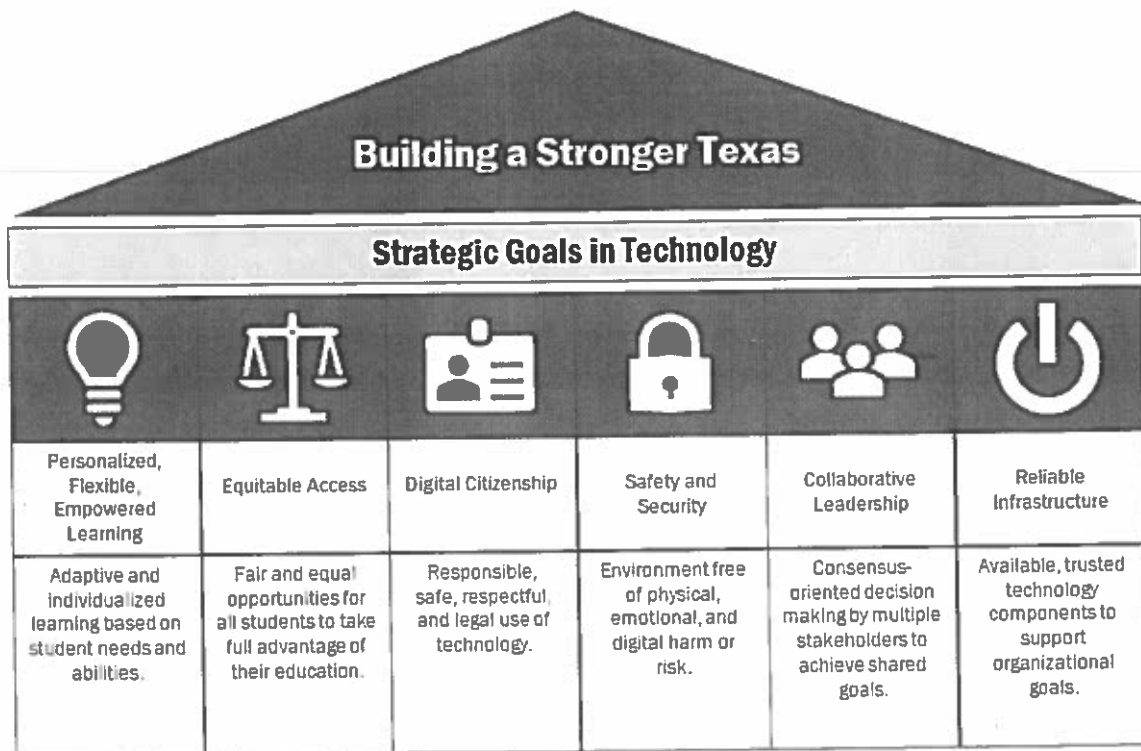 Building a Stronger Texas
Strategic Goals in Technology
Personalized,
Flexible,
Empowered
Learning
Equitable Access
Digital Citizenship
Safety and
Security
Collaborative
Leadership
Reliable
Infrastructure
Adaptive and
individualized
learning based on
student needs and
abilities.
Fair and equal
opportunities for
all students to take
full advantage of
their education.
Responsible,
safe, respectful,
and legal use of
technology.
Environment free
of physical,
emotional, and
digital harm or
risk.
Consensus-
oriented decision
making by multiple
stakeholders to
achieve shared
goals.
Available, trusted
technology
components to
support
organizational
goals.